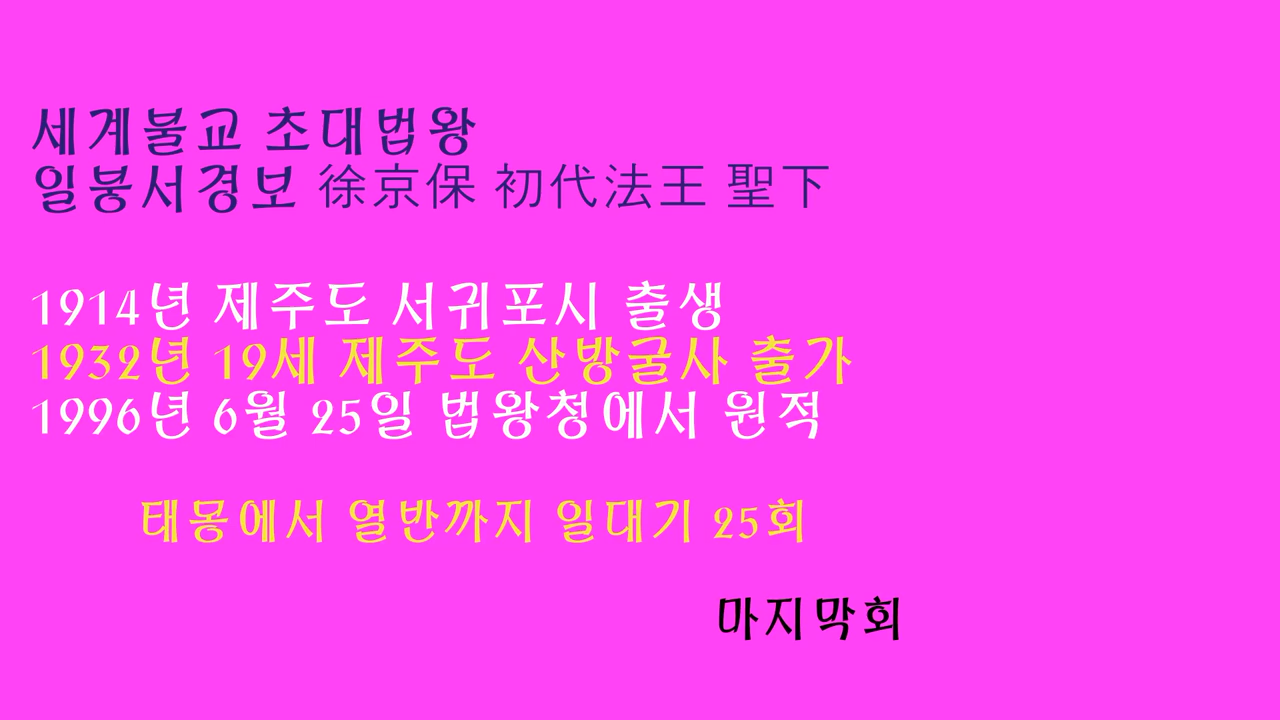 세계불교 초대법왕
일붕서경보 徐京保 初代法王 聖下
1914년 제주도 서귀포시 출생
1932년 19세 제주도 산방굴사 출가
1996년 6월 25일 법왕청에서 원적
태몽에서 열반까지 일대기 25회
마지막회